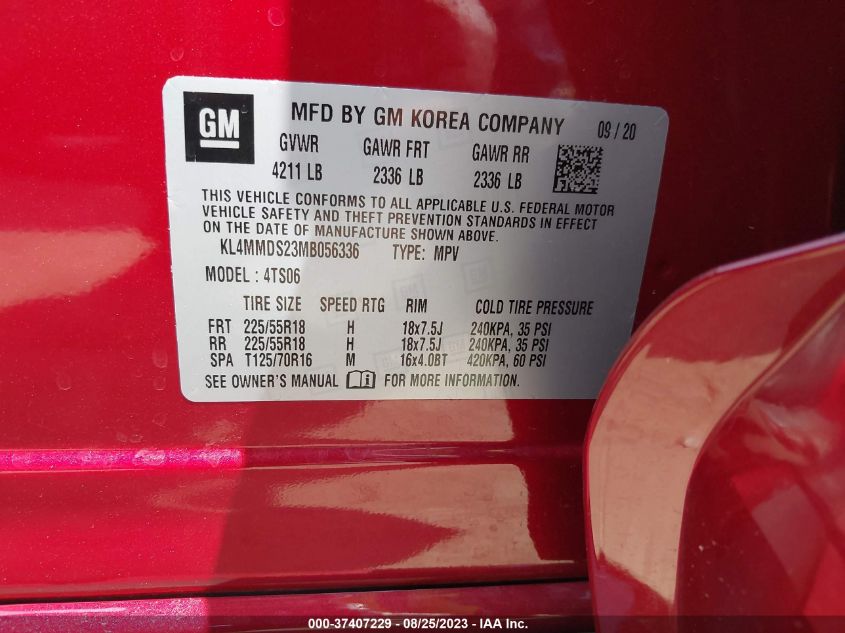 GM
MFD BY GM KOREA COMPANY 09 / 20
GVWR GAWR FRT GAWR RR
4211 LB 2336 LB 2336 LB
THIS VEHICLE CONFORMS TO ALL APPLICABLE U.S. FEDERAL MOTOR
VEHICLE SAFETY AND THEFT PREVENTION STANDARDS IN EFFECT
ON THE DATE OF MANUFACTURE SHOWN ABOVE.
KL4MMDS23MB056336 TYPE: MPV
MODEL : 4TS06
TIRE SIZE SPEED RTG RIM COLD TIRE PRESSURE
FRT 225/55R18 H 18x7.5J 240KPA, 35 PSI
RR 225/55R18 H 18x7.5J 240KPA, 35 PSI
SPA T125/70R16 M 16x4.0BT 420KPA, 60 PSI
SEE OWNER'S MANUAL FOR MORE INFORMATION.
000-37407229 - 08/25/2023 - IAA Inc.